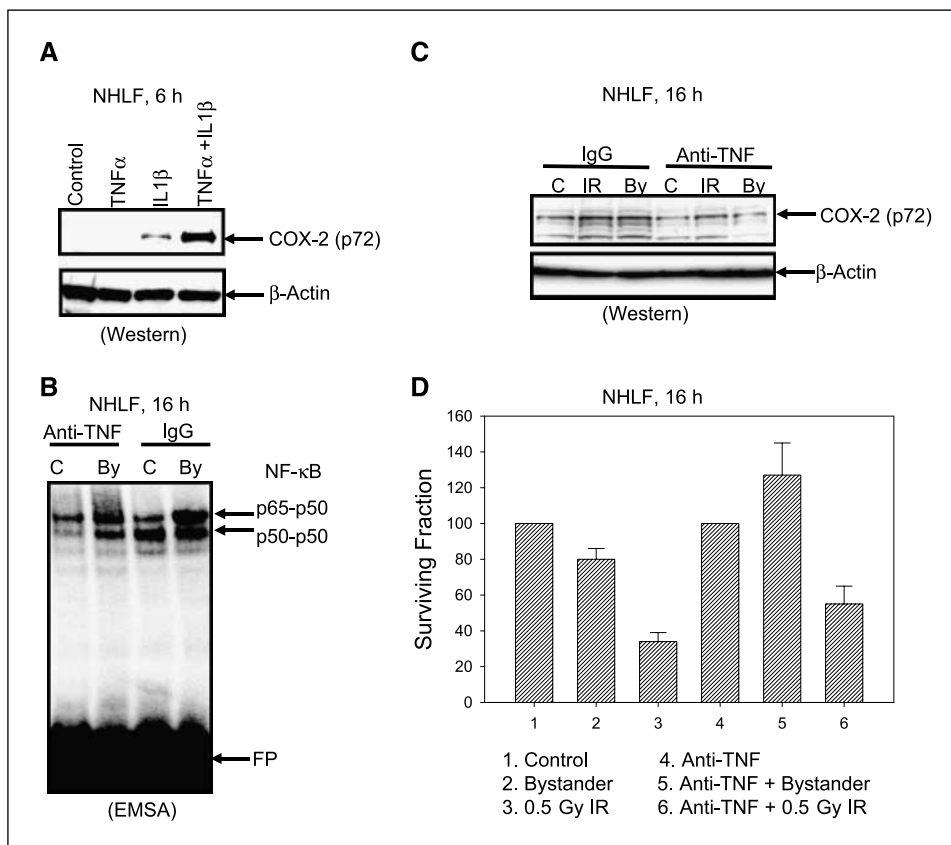 A
NHLF, 6 h
Control
TNFα
IL1β
TNFα +IL1β
COX-2 (p72)
β-Actin
(Western)
B
NHLF, 16 h
Anti-TNF IgG
C By C By
NF-κB
p65-p50
p50-p50
FP
(EMSA)
C
NHLF, 16 h
IgG Anti-TNF
C IR By C IR By
COX-2 (p72)
β-Actin
(Western)
D
NHLF, 16 h
Surviving Fraction
160
140
120
100
80
60
40
20
0
1 2 3 4 5 6
1. Control
2. Bystander
3. 0.5 Gy IR
4. Anti-TNF
5. Anti-TNF + Bystander
6. Anti-TNF + 0.5 Gy IR